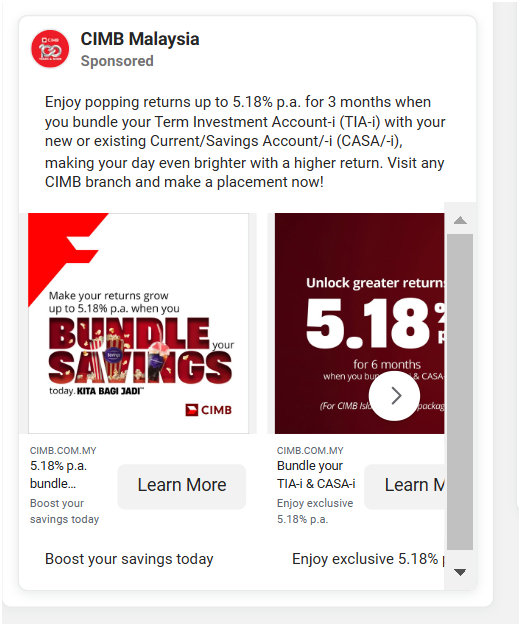 CIMB Malaysia
Sponsored
Enjoy popping returns up to 5.18% p.a. for 3 months when
you bundle your Term Investment Account-i (TIA-i) with your
new or existing Current/Savings Account/-i (CASA/-i),
making your day even brighter with a higher return. Visit any
CIMB branch and make a placement now!
Make your returns grow
up to 5.18% p.a. when you
BUNDLE your
SAVINGS
today. KITA BAGI JADI™
CIMB
Unlock greater returns
5.18%
for 6 months
when you & CASA
(For CIMB
CIMB.COM.MY
5.18% p.a.
bundle...
Boost your
savings today
Learn More
CIMB.COM.MY
Bundle your
TIA-i & CASA-i
Enjoy exclusive
5.18% p.a.
Learn M
Boost your savings today
Enjoy exclusive 5.18%